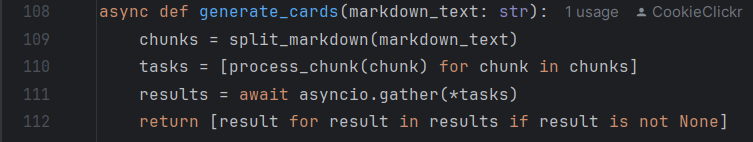 108 async def generate_cards(markdown_text: str): 1 usage CookieClickr
109 chunks = split_markdown(markdown_text)
110 tasks = [process_chunk(chunk) for chunk in chunks]
111 results = await asyncio.gather(*tasks)
112 return [result for result in results if result is not None]